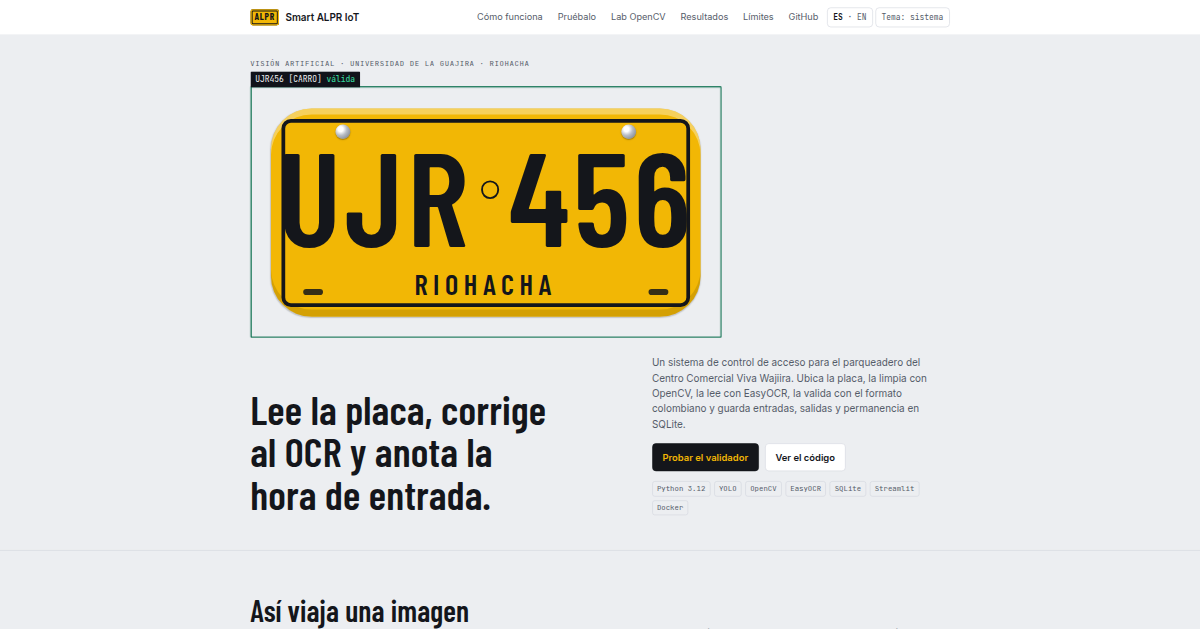 ALPR Smart ALPR IoT Cómo funciona Pruébalo Lab OpenCV Resultados Límites GitHub ES · EN Tema: sistema
VISIÓN ARTIFICIAL · UNIVERSIDAD DE LA GUAJIRA · RIOHACHA
UJR456 [CARRO] válida
UJR 456
RIOHACHA
Lee la placa, corrige
al OCR y anota la
hora de entrada.
Un sistema de control de acceso para el parqueadero del
Centro Comercial Viva Wajiira. Ubica la placa, la limpia con
OpenCV, la lee con EasyOCR, la valida con el formato
colombiano y guarda entradas, salidas y permanencia en
SQLite.
Probar el validador Ver el código
Python 3.12 YOLO OpenCV EasyOCR SQLite Streamlit
Docker
Así viaja una imagen